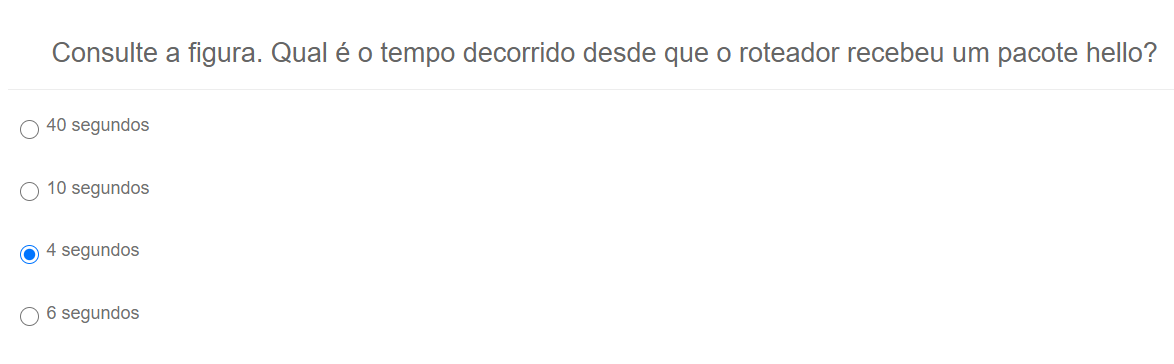 Consulte a figura. Qual é o tempo decorrido desde que o roteador recebeu um pacote hello?
40 segundos
10 segundos
4 segundos
6 segundos